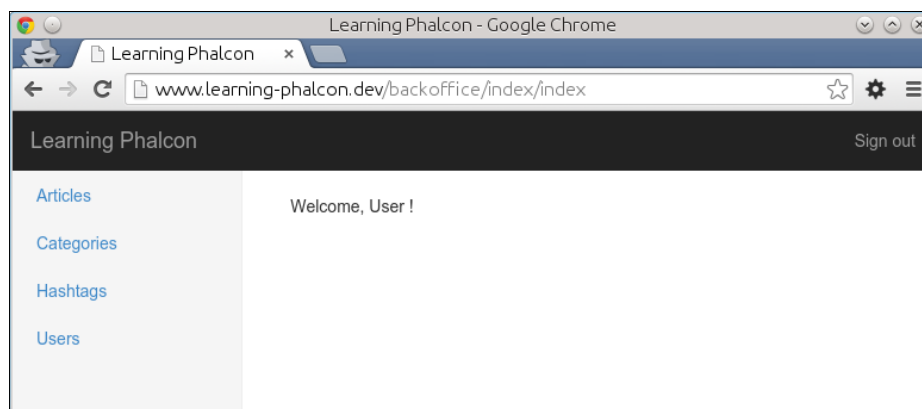 Learning Phalcon - Google Chrome
Learning Phalcon
www.learning-phalcon.dev/backoffice/index/index
Learning Phalcon Sign out
Articles
Welcome, User !
Categories
Hashtags
Users